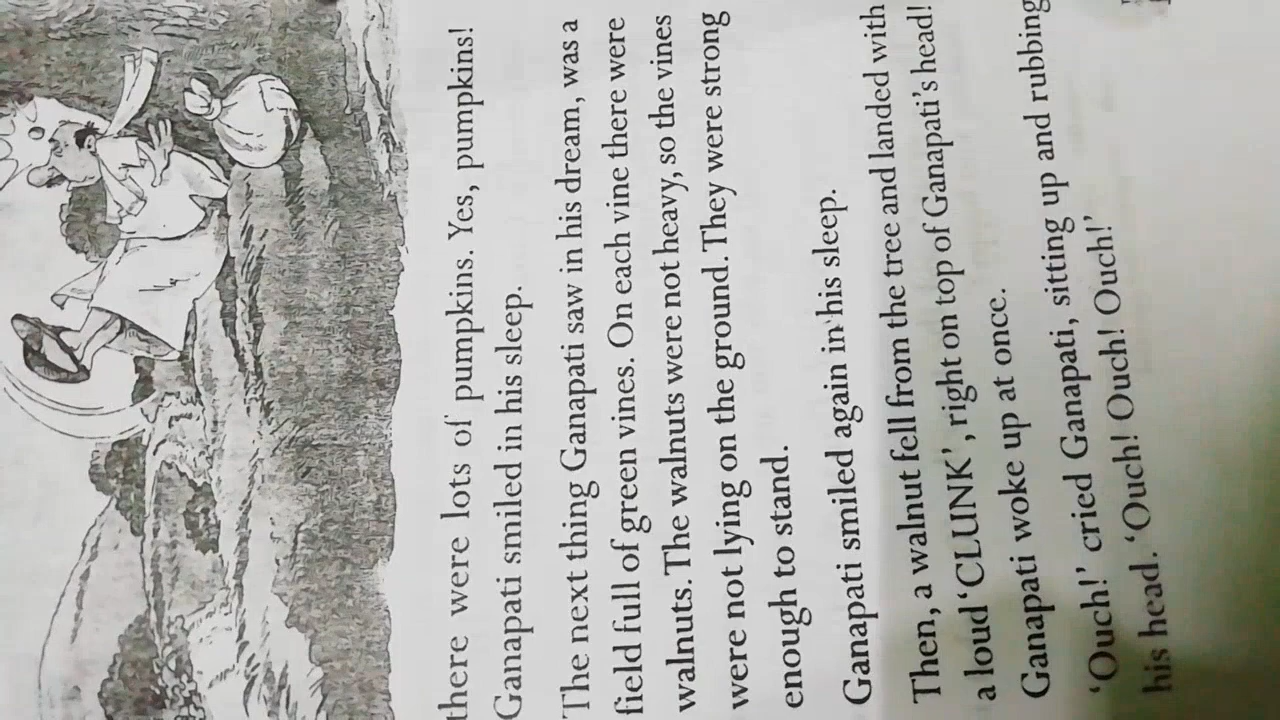 there were lots of pumpkins. Yes, pumpkins!
Ganapati smiled in his sleep.
The next thing Ganapati saw in his dream, was a
field full of green vines. On each vine there were
walnuts. The walnuts were not heavy, so the vines
were not lying on the ground. They were strong
enough to stand.
Ganapati smiled again in his sleep.
Then, a walnut fell from the tree and landed with
a loud ‘CLUNK’, right on top of Ganapati’s head!
Ganapati woke up at once.
‘Ouch!’ cried Ganapati, sitting up and rubbing
his head. ‘Ouch! Ouch! Ouch!’